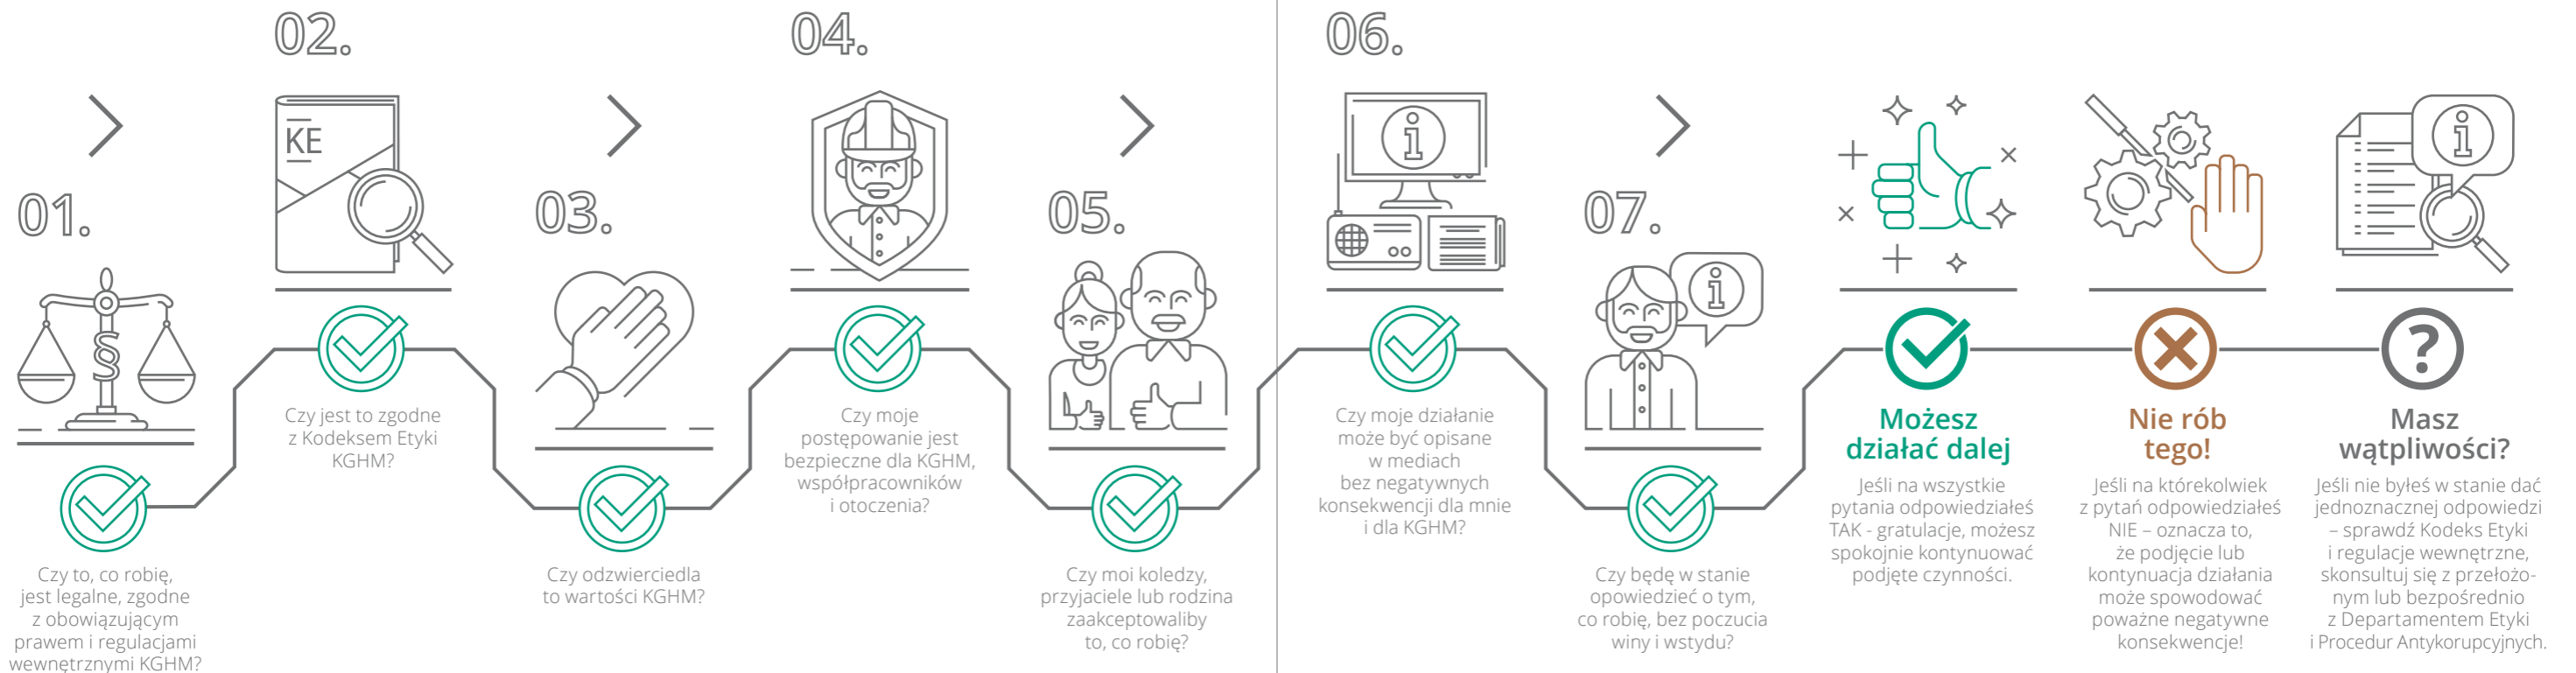 01.
Czy to, co robię,
jest legalne, zgodne
z obowiązującym
prawem i regulacjami
wewnętrznymi KGHM?
02.
KE
Czy jest to zgodne
z Kodeksem Etyki
KGHM?
03.
Czy odzwierciedla
to wartości KGHM?
04.
Czy moje
postępowanie jest
bezpieczne dla KGHM,
współpracowników
i otoczenia?
05.
Czy moi koledzy,
przyjaciele lub rodzina
zaakceptowaliby
to, co robię?
06.
i
Czy moje działanie
może być opisane
w mediach
bez negatywnych
konsekwencji dla mnie
i dla KGHM?
07.
i
Czy będę w stanie
opowiedzieć o tym,
co robię, bez poczucia
winy i wstydu?
Możesz
działać dalej
Jeśli na wszystkie
pytania odpowiedziałeś
TAK - gratulacje, możesz
spokojnie kontynuować
podjęte czynności.
Nie rób
tego!
Jeśli na którekolwiek
z pytań odpowiedziałeś
NIE – oznacza to,
że podjęcie lub
kontynuacja działania
może spowodować
poważne negatywne
konsekwencje!
i
?
Masz
wątpliwości?
Jeśli nie byłeś w stanie dać
jednoznacznej odpowiedzi
– sprawdź Kodeks Etyki
i regulacje wewnętrzne,
skonsultuj się z przełożo-
nym lub bezpośrednio
z Departamentem Etyki
i Procedur Antykorupcyjnych.